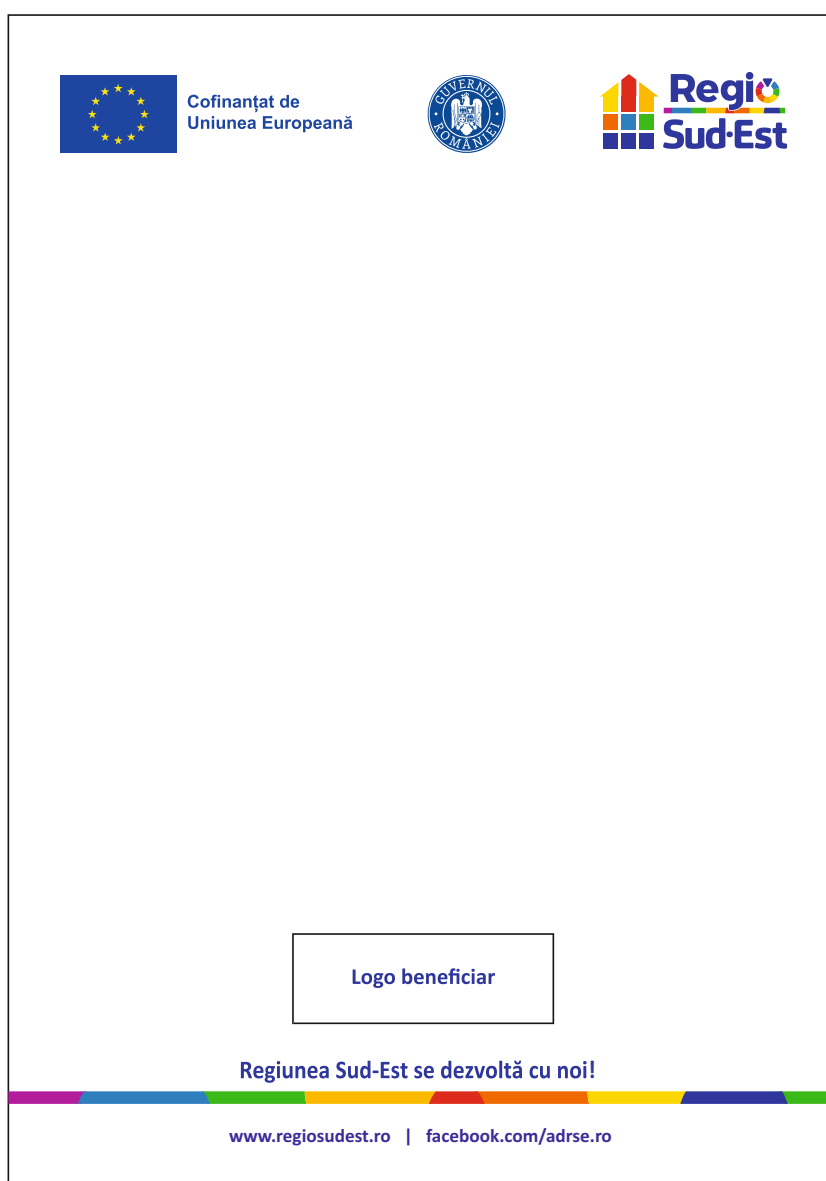 Cofinanțat de
Uniunea Europeană
GUVERNUL
ROMÂNIEI
Regio
Sud·Est
Logo beneficiar
Regiunea Sud-Est se dezvoltă cu noi!
www.regiosudest.ro | facebook.com/adrse.ro